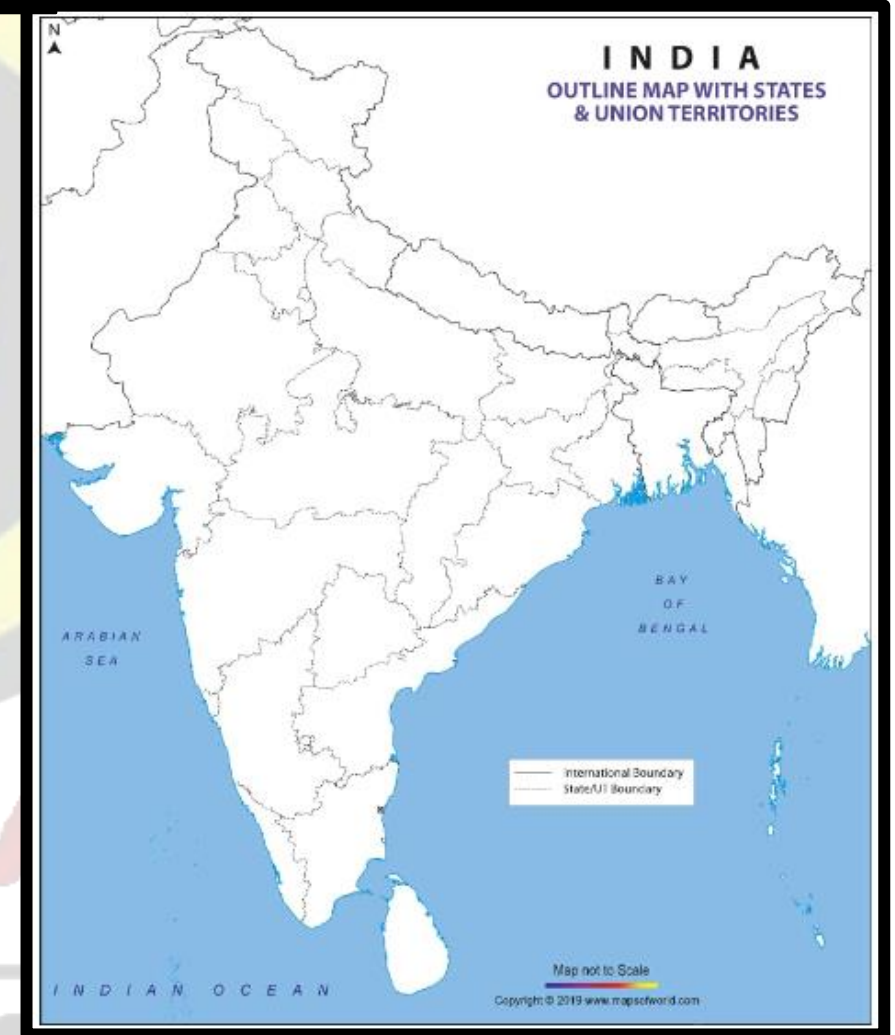 N
INDIA
OUTLINE MAP WITH STATES
& UNION TERRITORIES
BAY
OF
BENGAL
ARABIAN
SEA
International Boundary
State/UT Boundary
Map not to Scale
INDIAN OCEAN
Copyright © 2019 www.mapsofworld.com